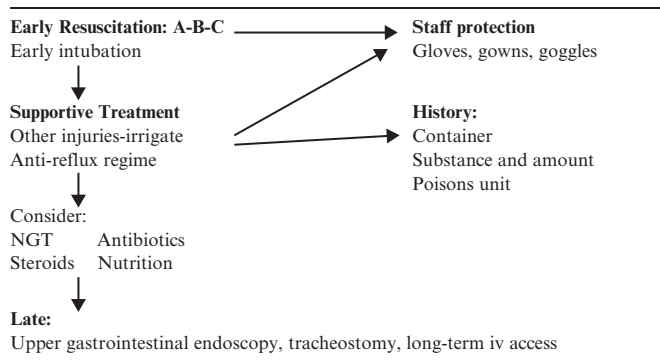 Early Resuscitation: A-B-C
Early intubation
Staff protection
Gloves, gowns, goggles
Supportive Treatment
Other injuries-irrigate
Anti-reflux regime
History:
Container
Substance and amount
Poisons unit
Consider:
NGT Antibiotics
Steroids Nutrition
Late:
Upper gastrointestinal endoscopy, tracheostomy, long-term iv access